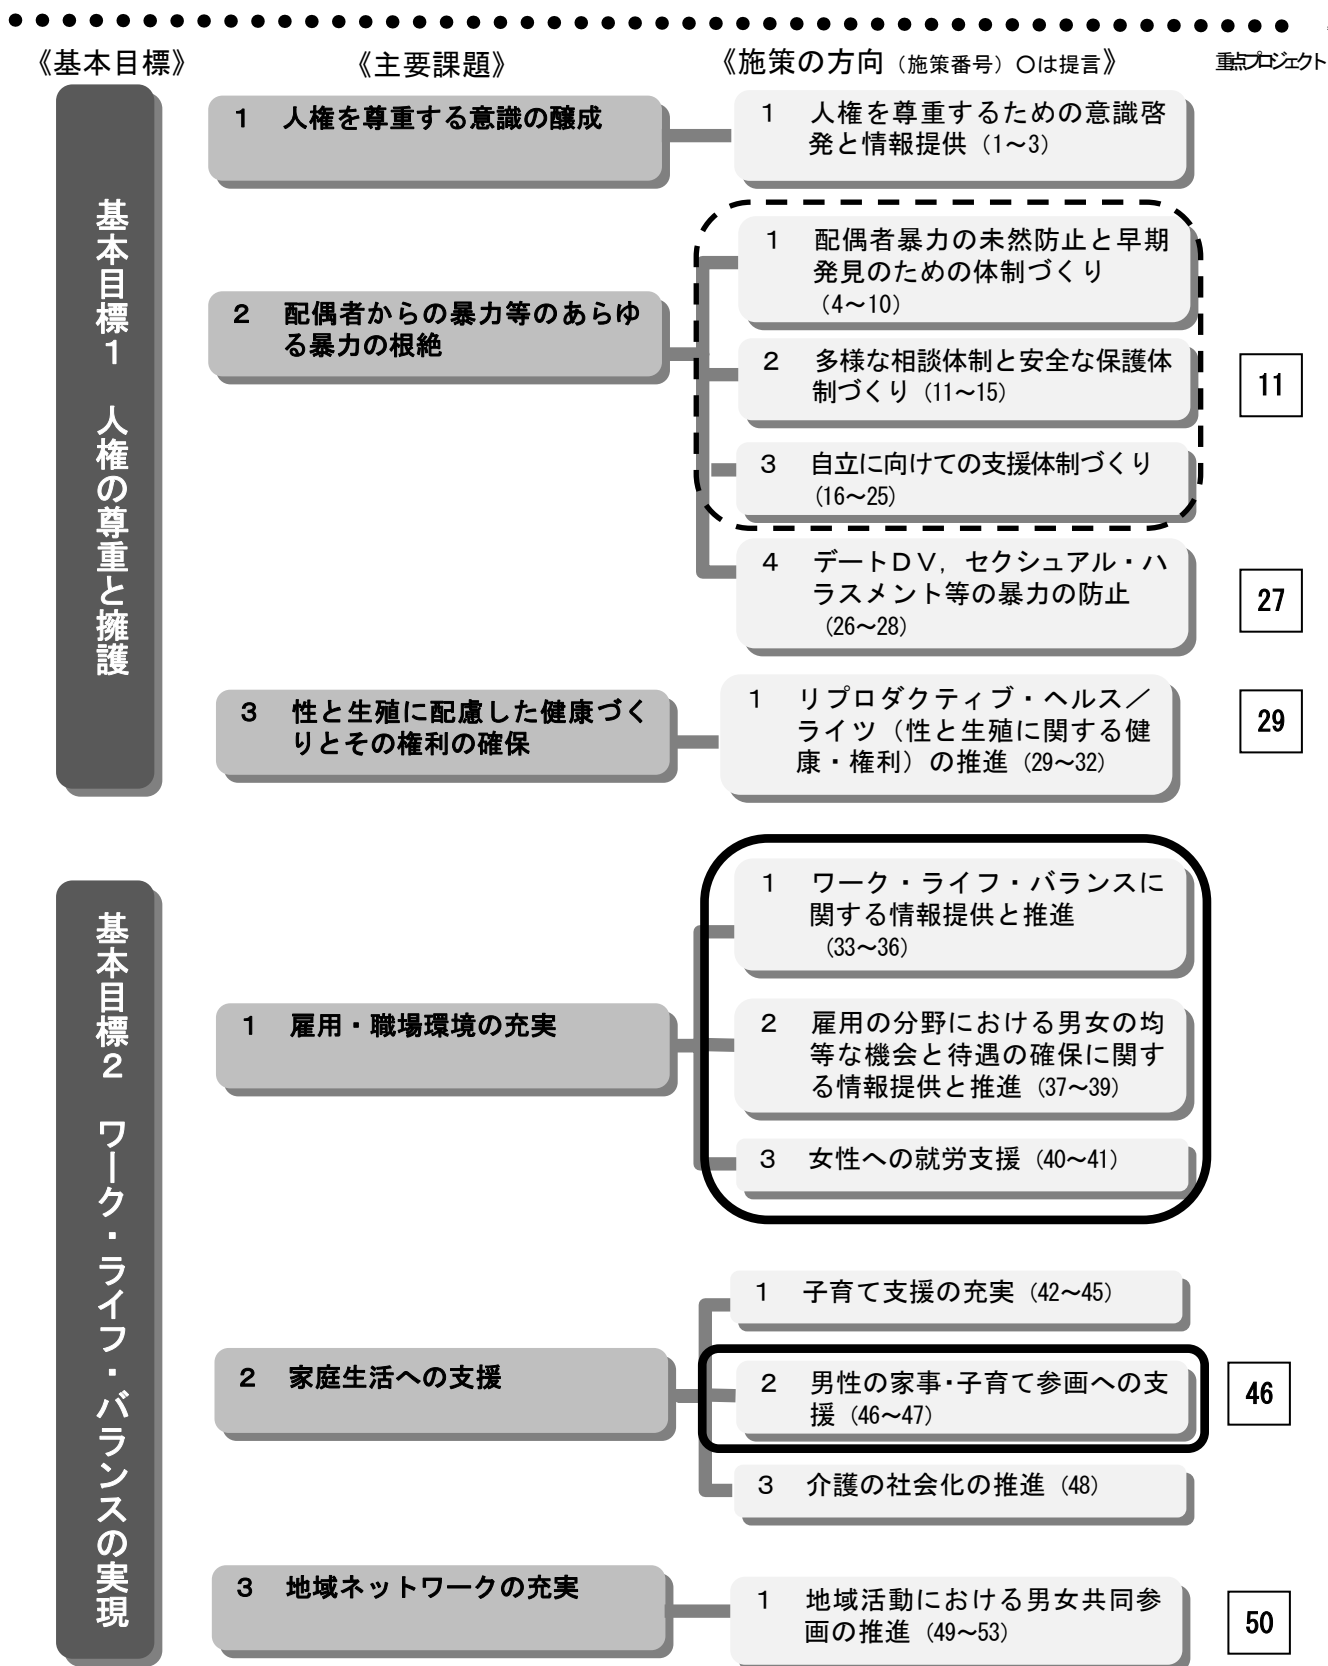 《基本目標》
《主要課題》
《施策の方向（施策番号）○は提言》
重点プロジェクト
基本目標１　人権の尊重と擁護
１　人権を尊重する意識の醸成
１　人権を尊重するための意識啓
発と情報提供（1～3）
２　配偶者からの暴力等のあらゆ
る暴力の根絶
１　配偶者暴力の未然防止と早期
発見のための体制づくり
（4～10）
２　多様な相談体制と安全な保護体
制づくり（11～15）
11
３　自立に向けての支援体制づくり
（16～25）
４　デートＤＶ，セクシュアル・ハ
ラスメント等の暴力の防止
（26～28）
27
３　性と生殖に配慮した健康づく
りとその権利の確保
１　リプロダクティブ・ヘルス／
ライツ（性と生殖に関する健
康・権利）の推進（29～32）
29
基本目標２　ワーク・ライフ・バランスの実現
１　雇用・職場環境の充実
１　ワーク・ライフ・バランスに
関する情報提供と推進
（33～36）
２　雇用の分野における男女の均
等な機会と待遇の確保に関す
る情報提供と推進（37～39）
３　女性への就労支援（40～41）
２　家庭生活への支援
１　子育て支援の充実（42～45）
２　男性の家事･子育て参画への支
援（46～47）
46
３　介護の社会化の推進（48）
３　地域ネットワークの充実
１　地域活動における男女共同参
画の推進（49～53）
50